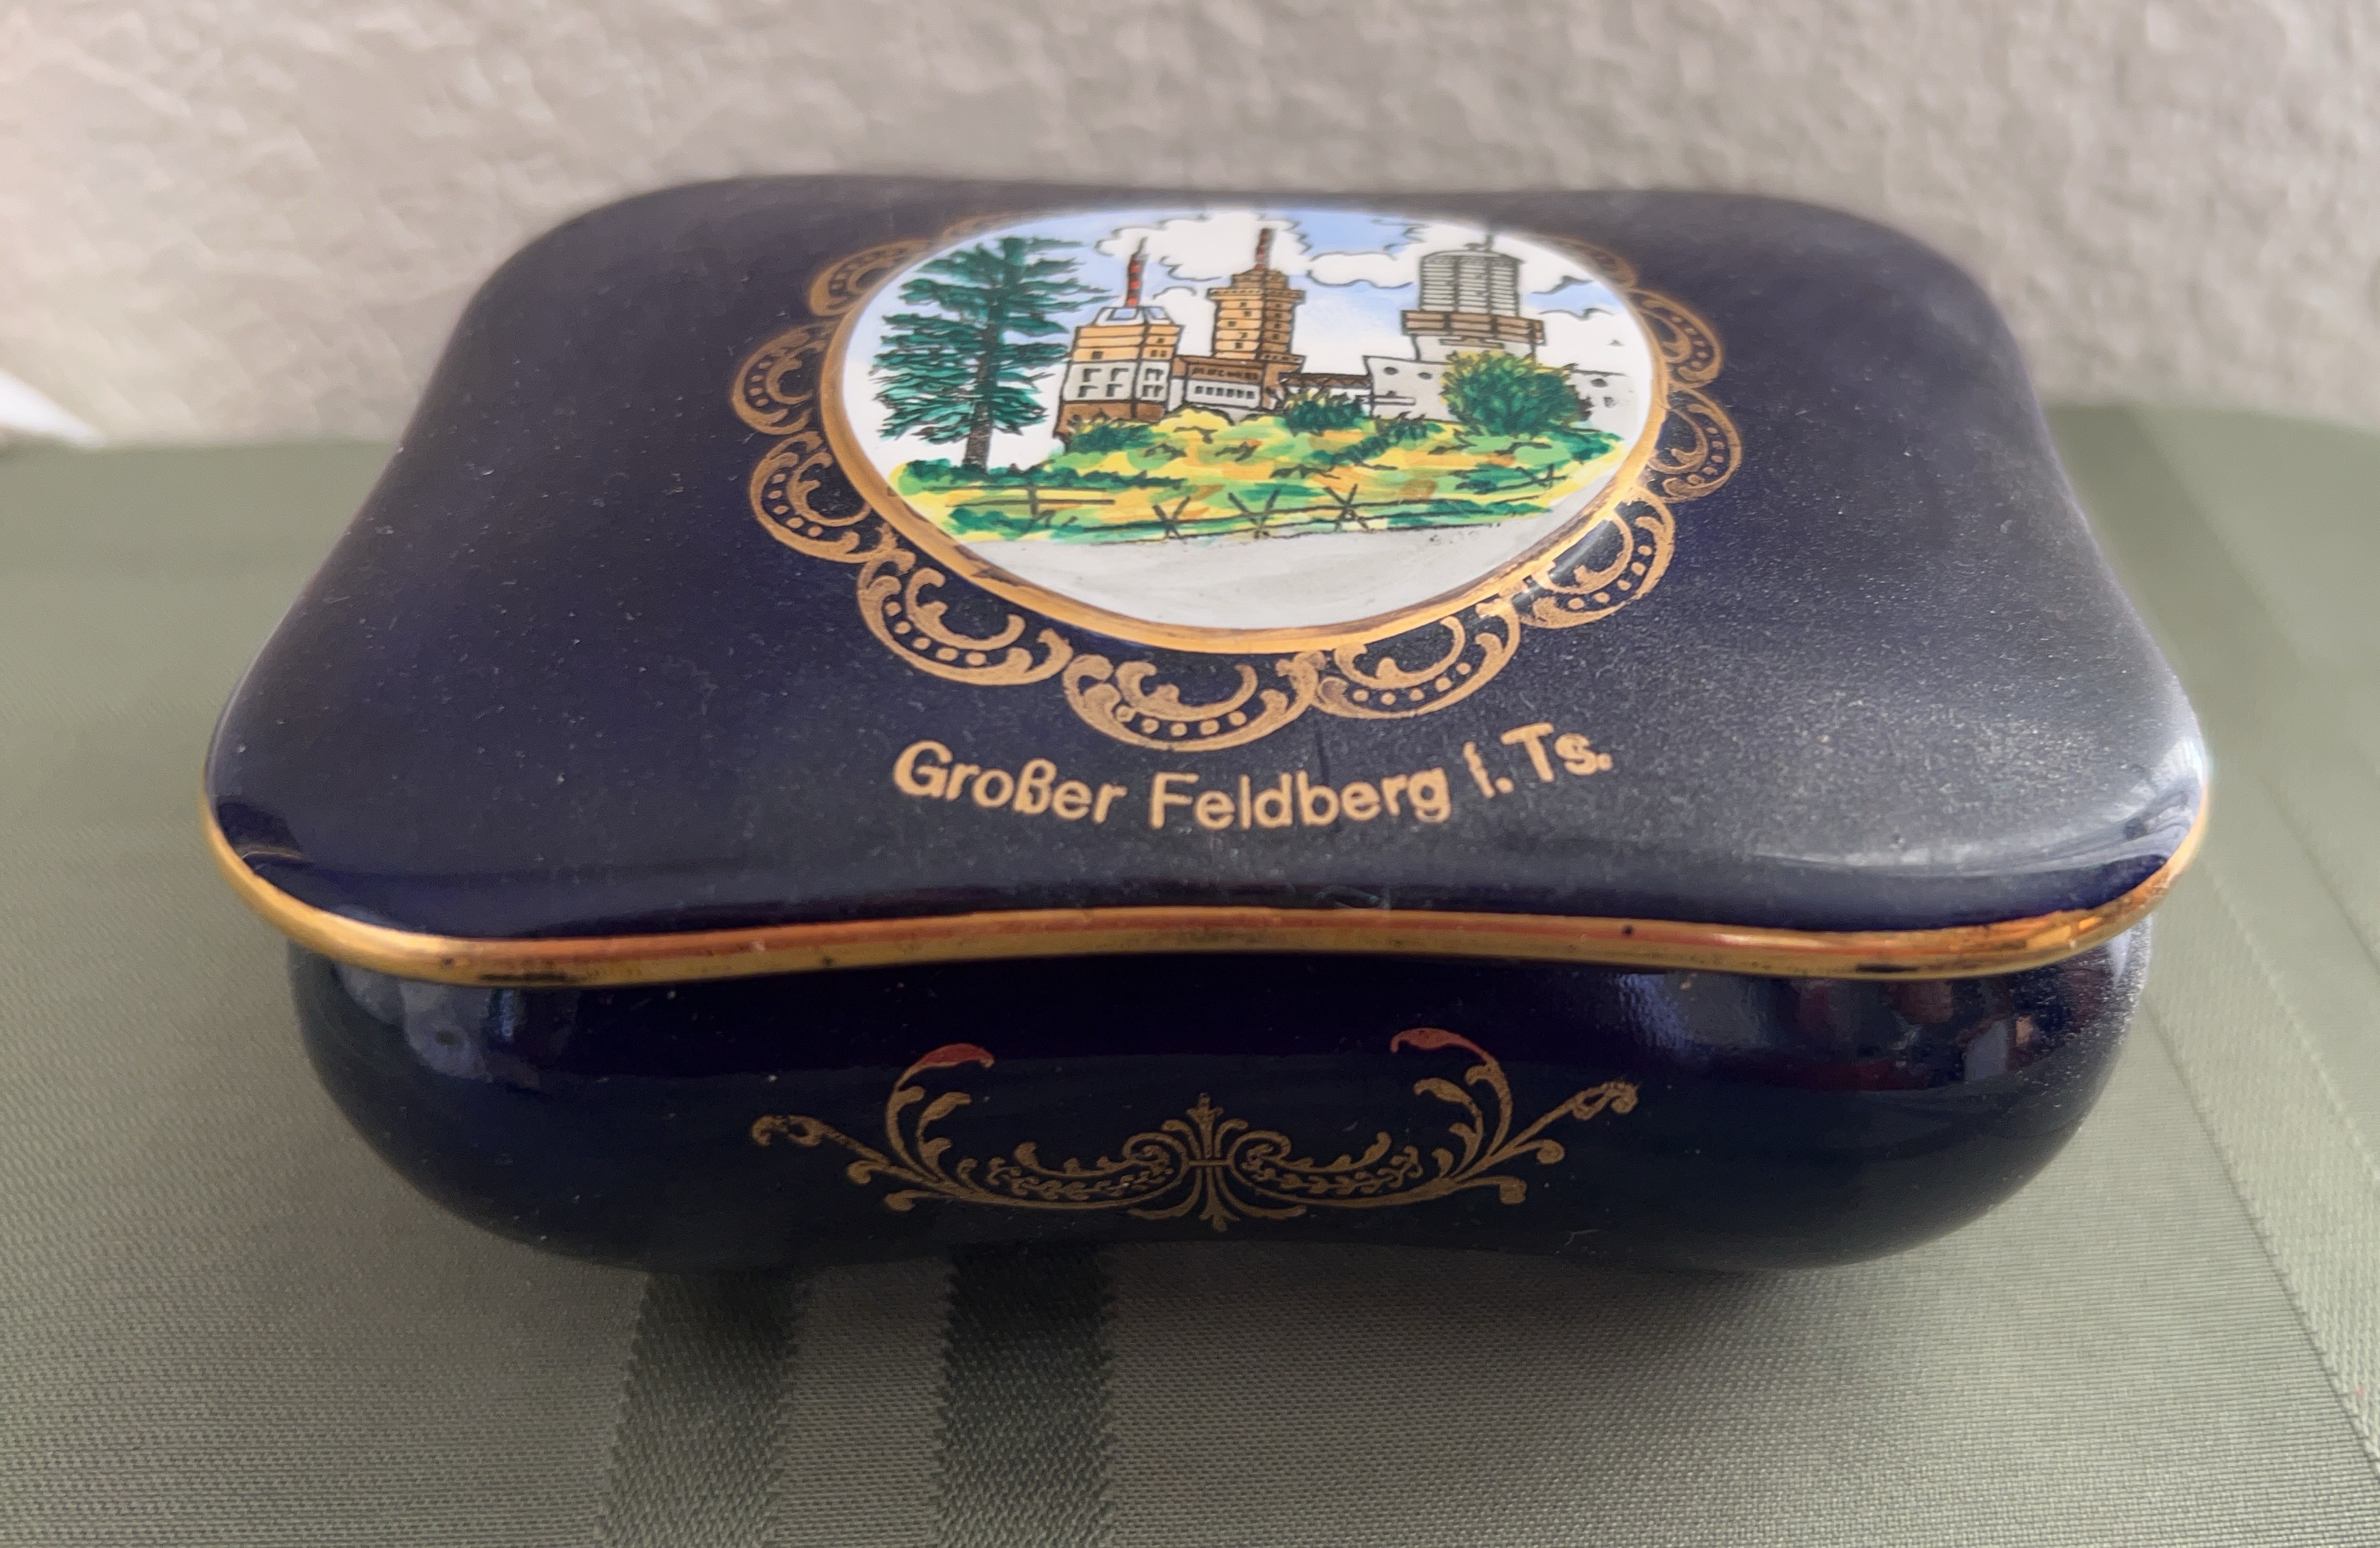 Großer Feldberg i. Ts.